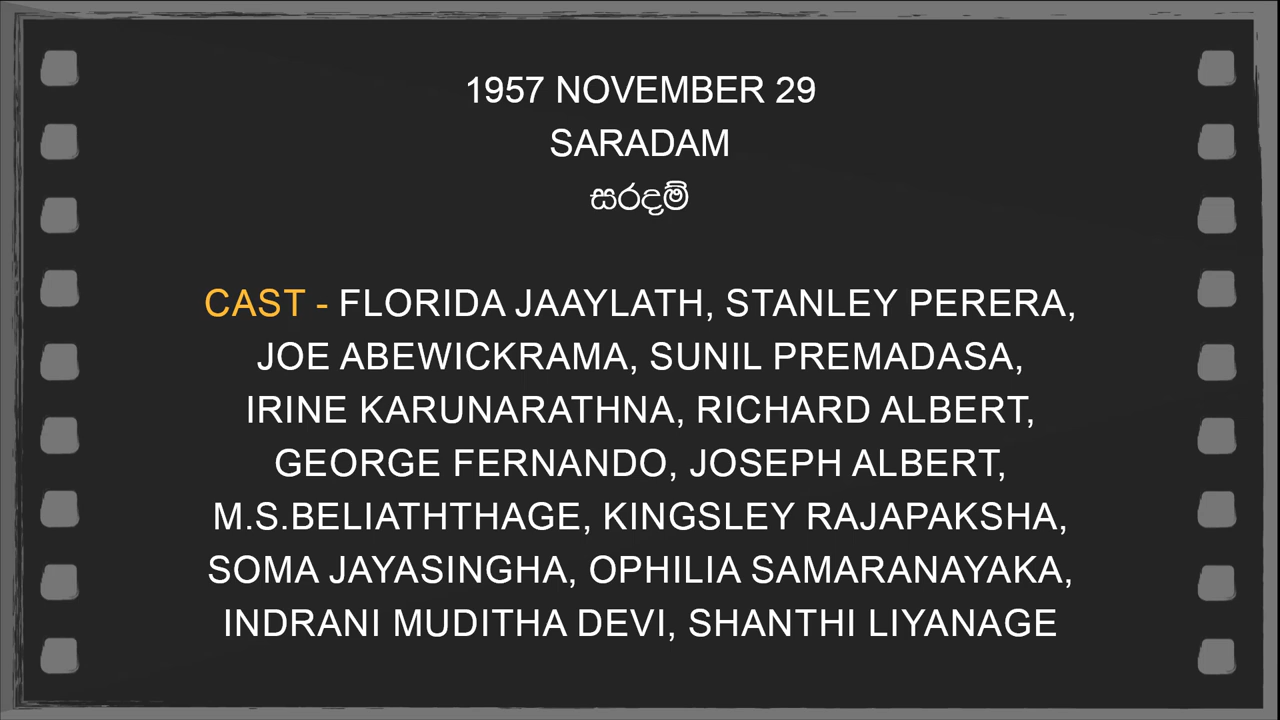 1957 NOVEMBER 29
SARADAM
සරදම්
CAST - FLORIDA JAAYLATH, STANLEY PERERA,
JOE ABEWICKRAMA, SUNIL PREMADASA,
IRINE KARUNARATHNA, RICHARD ALBERT,
GEORGE FERNANDO, JOSEPH ALBERT,
M.S.BELIATHTHAGE, KINGSLEY RAJAPAKSHA,
SOMA JAYASINGHA, OPHILIA SAMARANAYAKA,
INDRANI MUDITHA DEVI, SHANTHI LIYANAGE